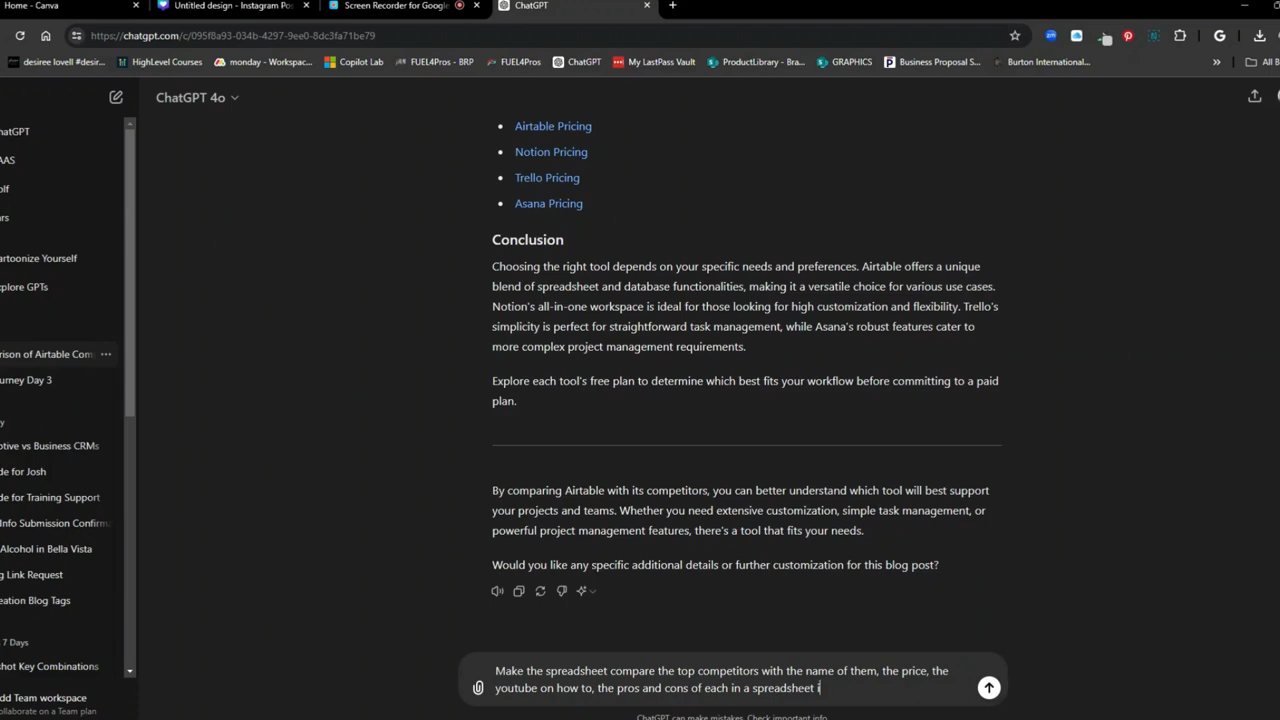 Home - Canva
Untitled design - Instagram Pos
Screen Recorder for Google
ChatGPT
https://chatgpt.com/c/095f8a93-034b-4297-9ee0-8dc3fa71be79
desiree lovell #desir...
HighLevel Courses
monday - Workspac...
Copilot Lab
FUEL4Pros - BRP
FUEL4Pros
ChatGPT
My LastPass Vault
ProductLibrary - Bra...
GRAPHICS
Business Proposal S...
Burton International...
All B
ChatGPT 4o
hatGPT
AAS
olf
ars
artoonize Yourself
xplore GPTs
rison of Airtable Com
urney Day 3
y
otive vs Business CRMs
de for Josh
de for Training Support
Info Submission Confirma
Alcohol in Bella Vista
g Link Request
eation Blog Tags
7 Days
shot Key Combinations
dd Team workspace
ollaborate on a Team plan
• Airtable Pricing
• Notion Pricing
• Trello Pricing
• Asana Pricing
Conclusion
Choosing the right tool depends on your specific needs and preferences. Airtable offers a unique
blend of spreadsheet and database functionalities, making it a versatile choice for various use cases.
Notion's all-in-one workspace is ideal for those looking for high customization and flexibility. Trello's
simplicity is perfect for straightforward task management, while Asana's robust features cater to
more complex project management requirements.
Explore each tool's free plan to determine which best fits your workflow before committing to a paid
plan.
By comparing Airtable with its competitors, you can better understand which tool will best support
your projects and teams. Whether you need extensive customization, simple task management, or
powerful project management features, there's a tool that fits your needs.
Would you like any specific additional details or further customization for this blog post?
Make the spreadsheet compare the top competitors with the name of them, the price, the
youtube on how to, the pros and cons of each in a spreadsheet i
ChatGPT can make mistakes. Check important info.